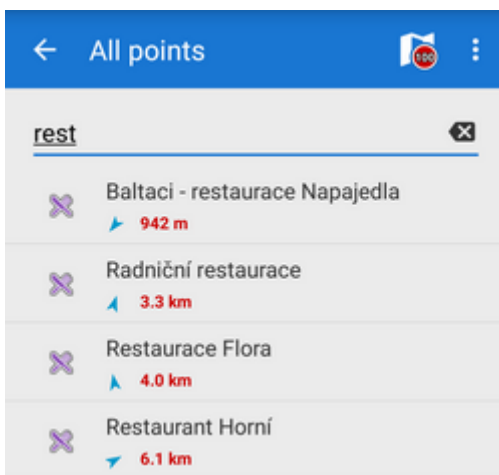 All points
100
rest
Baltaci - restaurace Napajedla
942 m
Radniční restaurace
3.3 km
Restaurace Flora
4.0 km
Restaurant Horní
6.1 km